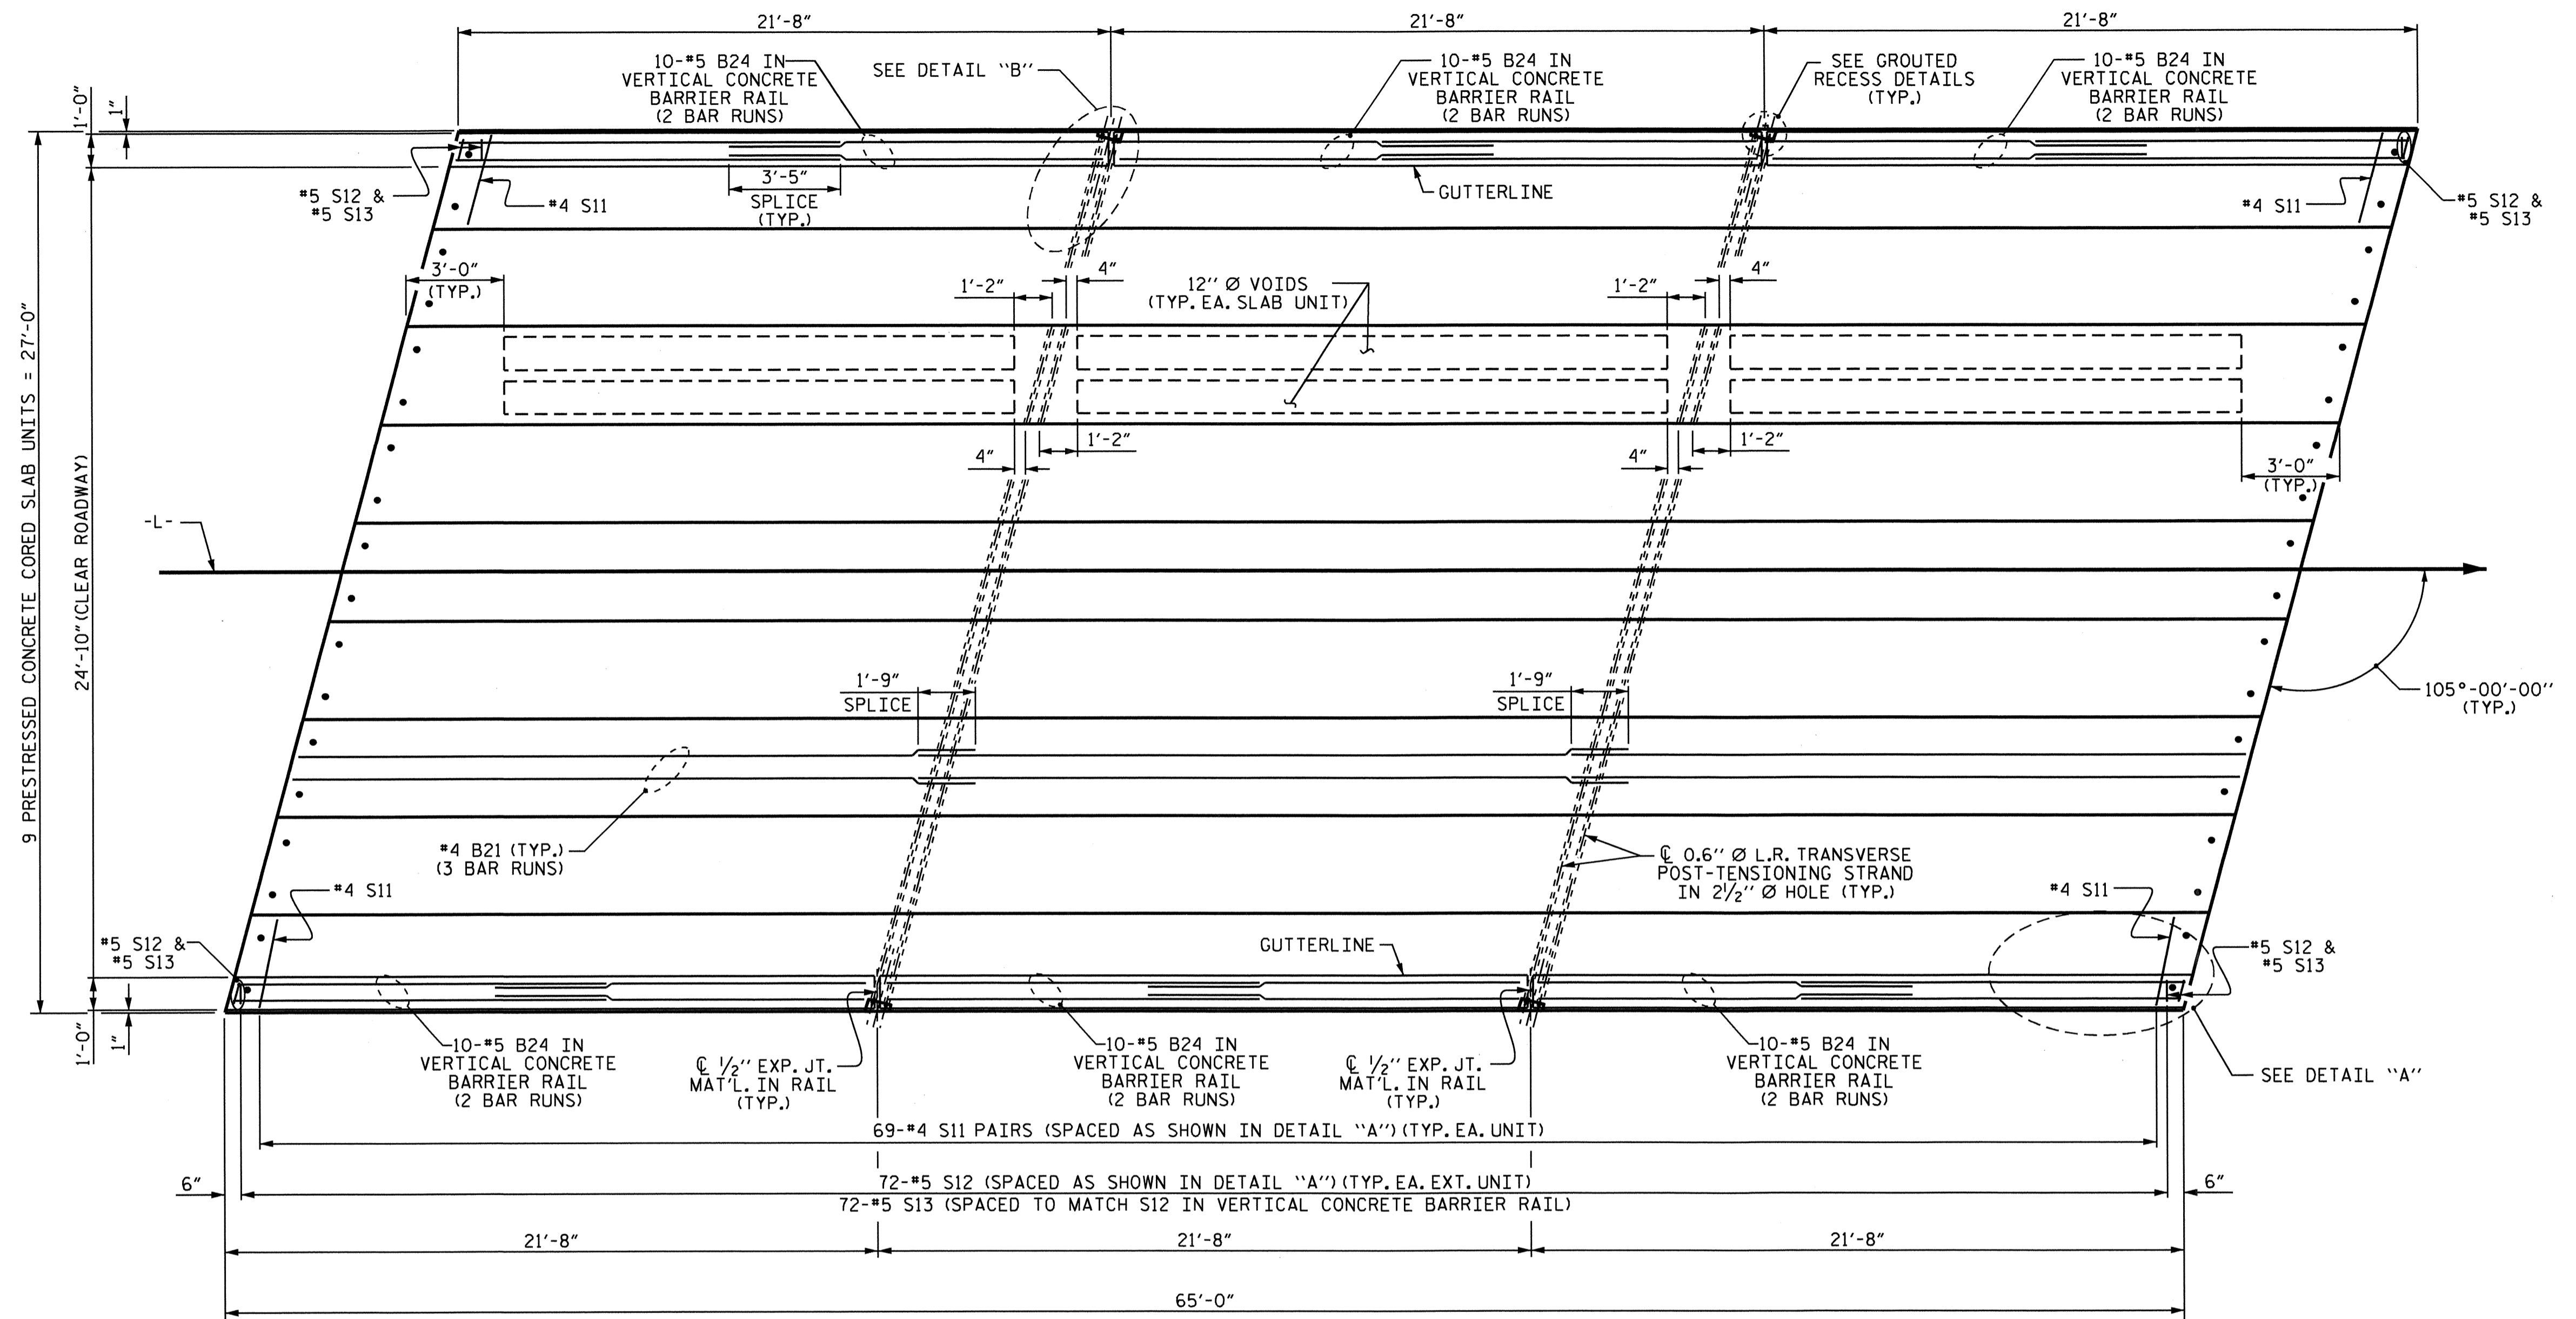 21'-8"
21'-8"
21'-8"
10-#5 B24 IN
VERTICAL CONCRETE
BARRIER RAIL
(2 BAR RUNS)
SEE DETAIL "B"
10-#5 B24 IN
VERTICAL CONCRETE
BARRIER RAIL
(2 BAR RUNS)
SEE GROUTED
RECESS DETAILS
(TYP.)
10-#5 B24 IN
VERTICAL CONCRETE
BARRIER RAIL
(2 BAR RUNS)
1'-0"
1"
#5 S12 &
#5 S13
#4 S11
3'-5"
SPLICE
(TYP.)
GUTTERLINE
#4 S11
#5 S12 &
#5 S13
3'-0"
(TYP.)
1'-2"
4"
12" Ø VOIDS
(TYP. EA. SLAB UNIT)
1'-2"
4"
9 PRESTRESSED CONCRETE CORED SLAB UNITS = 27'-0"
24'-10" (CLEAR ROADWAY)
4"
1'-2"
4"
1'-2"
3'-0"
(TYP.)
-L-
105°-00'-00"
(TYP.)
1'-9"
SPLICE
1'-9"
SPLICE
#4 B21 (TYP.)
(3 BAR RUNS)
℄ 0.6" Ø L.R. TRANSVERSE
POST-TENSIONING STRAND
IN 2½" Ø HOLE (TYP.)
#4 S11
#4 S11
#5 S12 &
#5 S13
GUTTERLINE
#5 S12 &
#5 S13
1'-0"
1"
10-#5 B24 IN
VERTICAL CONCRETE
BARRIER RAIL
(2 BAR RUNS)
℄ ½" EXP. JT.
MAT'L. IN RAIL
(TYP.)
10-#5 B24 IN
VERTICAL CONCRETE
BARRIER RAIL
(2 BAR RUNS)
℄ ½" EXP. JT.
MAT'L. IN RAIL
(TYP.)
10-#5 B24 IN
VERTICAL CONCRETE
BARRIER RAIL
(2 BAR RUNS)
SEE DETAIL "A"
69-#4 S11 PAIRS (SPACED AS SHOWN IN DETAIL "A") (TYP. EA. UNIT)
6"
72-#5 S12 (SPACED AS SHOWN IN DETAIL "A") (TYP. EA. EXT. UNIT)
6"
72-#5 S13 (SPACED TO MATCH S12 IN VERTICAL CONCRETE BARRIER RAIL)
21'-8"
21'-8"
21'-8"
65'-0"